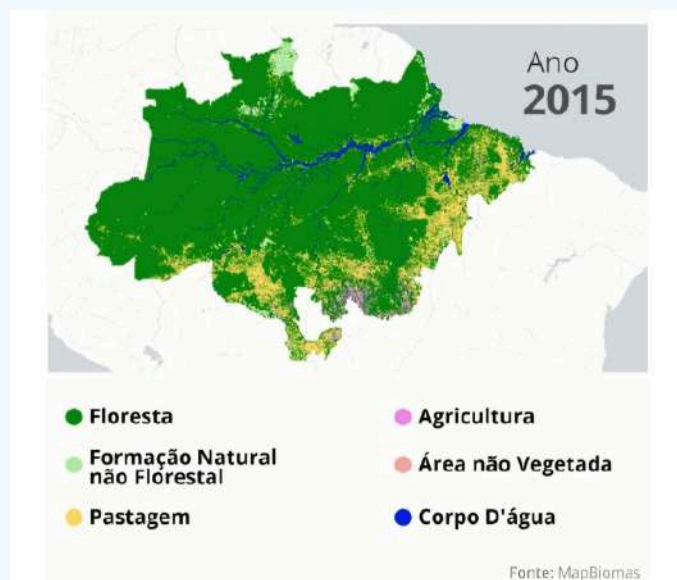 Ano
2015
Floresta
Agricultura
Formação Natural
não Florestal
Área não Vegetada
Pastagem
Corpo D'água
Fonte: MapBiomas